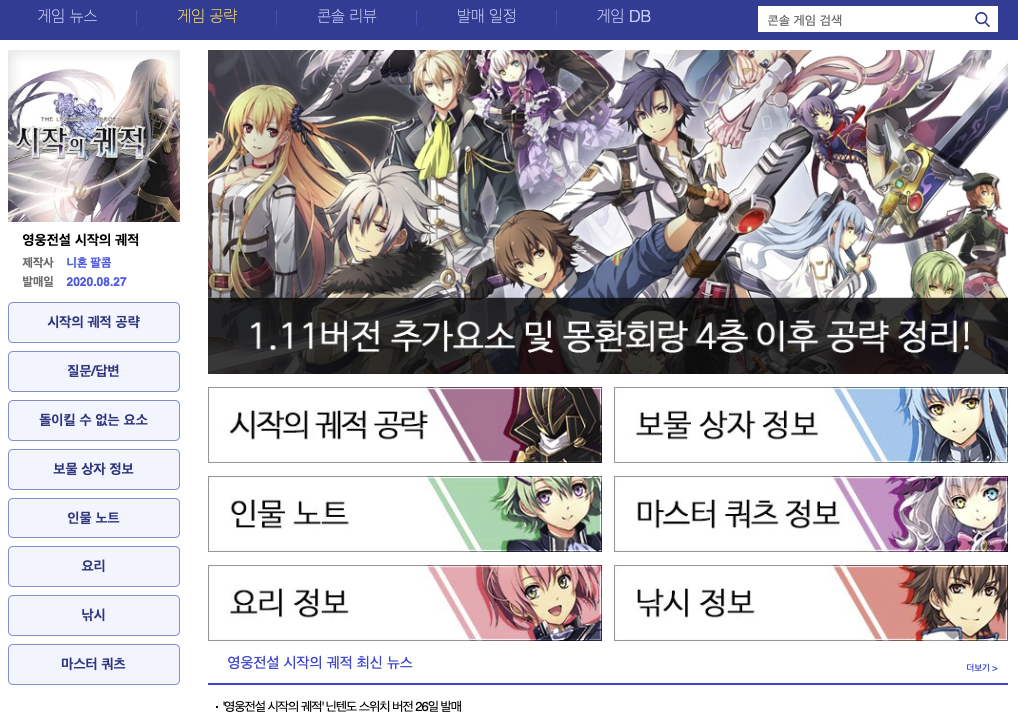 게임 뉴스
게임 공략
콘솔 리뷰
발매 일정
게임 DB
콘솔 게임 검색
시작의 궤적
영웅전설 시작의 궤적
제작사 니혼 팔콤
발매일 2020.08.27
시작의 궤적 공략
질문/답변
돌이킬 수 없는 요소
보물 상자 정보
인물 노트
요리
낚시
마스터 쿼츠
1.11버전 추가요소 및 몽환회랑 4층 이후 공략 정리!
시작의 궤적 공략
보물 상자 정보
인물 노트
마스터 쿼츠 정보
요리 정보
낚시 정보
영웅전설 시작의 궤적 최신 뉴스
더보기 >
· '영웅전설 시작의 궤적' 닌텐도 스위치 버전 26일 발매